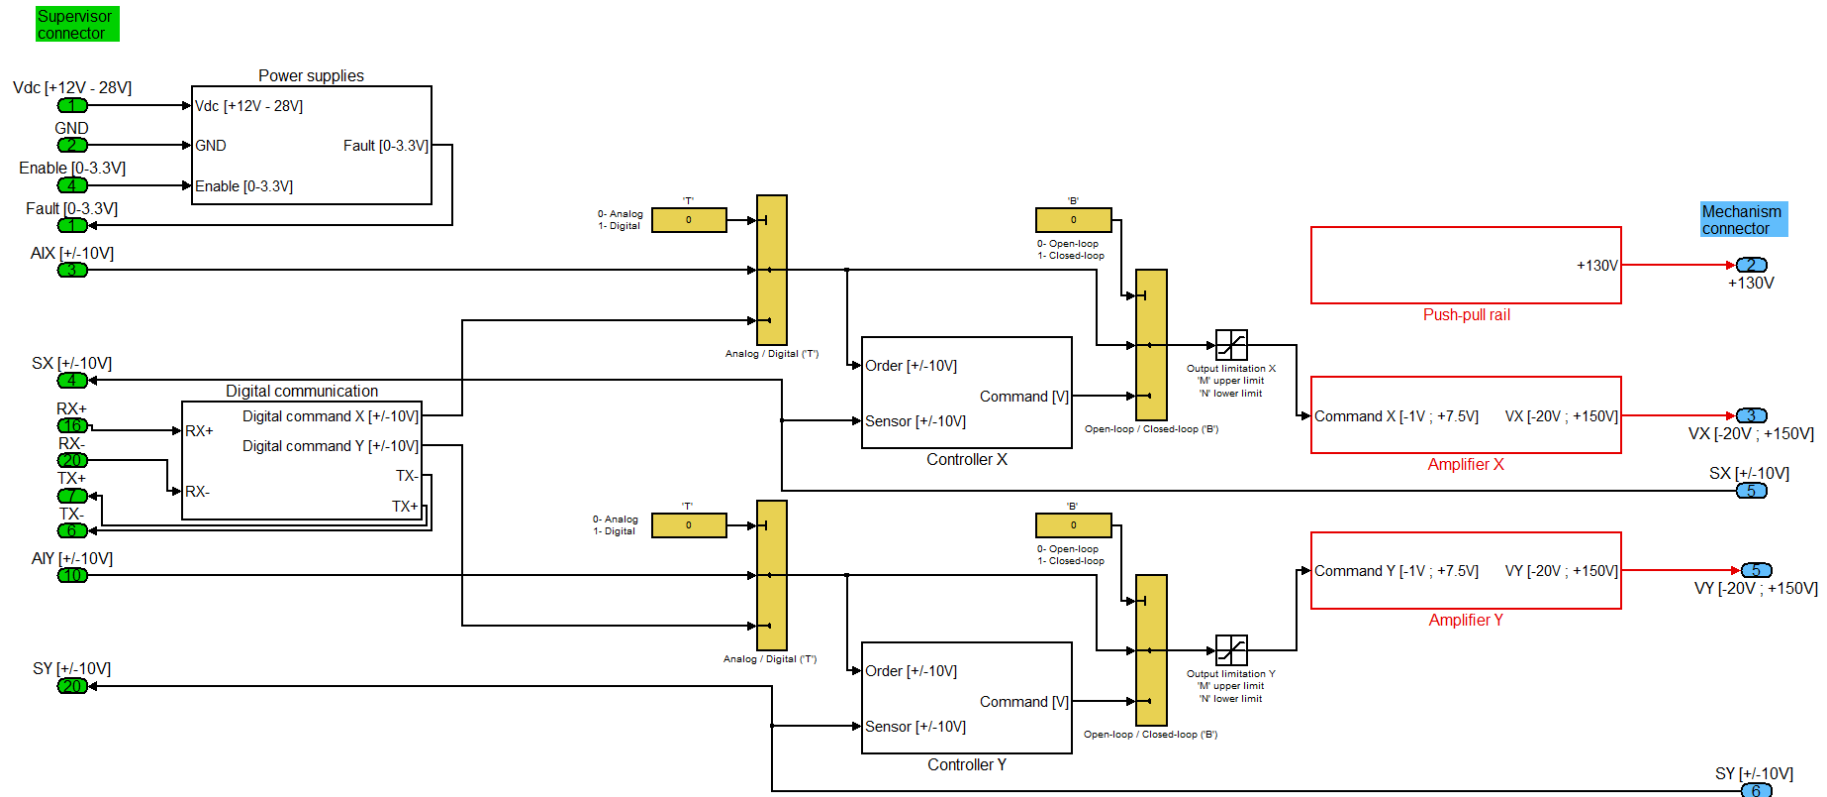 Supervisor
connector
Vdc [+12V - 28V]
1
GND
2
Enable [0-3.3V]
4
Fault [0-3.3V]
1
AIX [+/-10V]
3
SX [+/-10V]
4
RX+
16
RX-
20
TX+
7
TX-
6
AIY [+/-10V]
10
SY [+/-10V]
20
Power supplies
Vdc [+12V - 28V]
GND
Fault [0-3.3V]
Enable [0-3.3V]
Digital communication
Digital command X [+/-10V]
RX+
Digital command Y [+/-10V]
TX-
RX-
TX+
'T'
0- Analog
1- Digital
0
Analog / Digital ('T')
'B'
0
0- Open-loop
1- Closed-loop
Order [+/-10V]
Command [V]
Sensor [+/-10V]
Controller X
Open-loop / Closed-loop ('B')
Output limitation X
'M' upper limit
'N' lower limit
+130V
Push-pull rail
Command X [-1V ; +7.5V]
VX [-20V ; +150V]
Amplifier X
'T'
0- Analog
1- Digital
0
Analog / Digital ('T')
'B'
0
0- Open-loop
1- Closed-loop
Order [+/-10V]
Command [V]
Sensor [+/-10V]
Controller Y
Open-loop / Closed-loop ('B')
Output limitation Y
'M' upper limit
'N' lower limit
Command Y [-1V ; +7.5V]
VY [-20V ; +150V]
Amplifier Y
Mechanism
connector
2
+130V
3
VX [-20V ; +150V]
SX [+/-10V]
5
5
VY [-20V ; +150V]
SY [+/-10V]
6